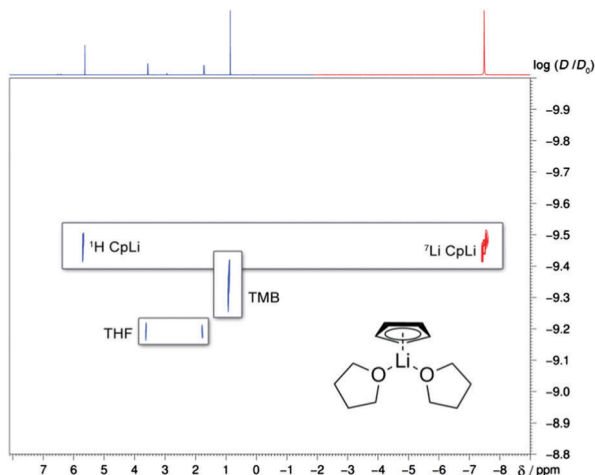 log (D/D₀)
−9.9
−9.8
−9.7
−9.6
−9.5
¹H CpLi
⁷Li CpLi
−9.4
TMB
−9.3
THF
−9.2
−9.1
Li
O
O
−9.0
−8.9
−8.8
7 6 5 4 3 2 1 0 −1 −2 −3 −4 −5 −6 −7 −8 δ / ppm